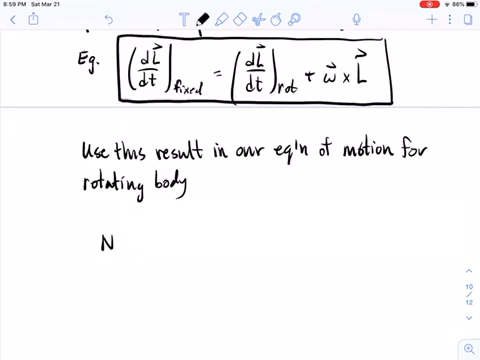 8:59 PM Sat Mar 21
86%
Eg. (dL⃗/dt)fixed = (dL⃗/dt)rot + ω⃗ × L⃗
Use this result in our eq'n of motion for
rotating body
N
10
/
12